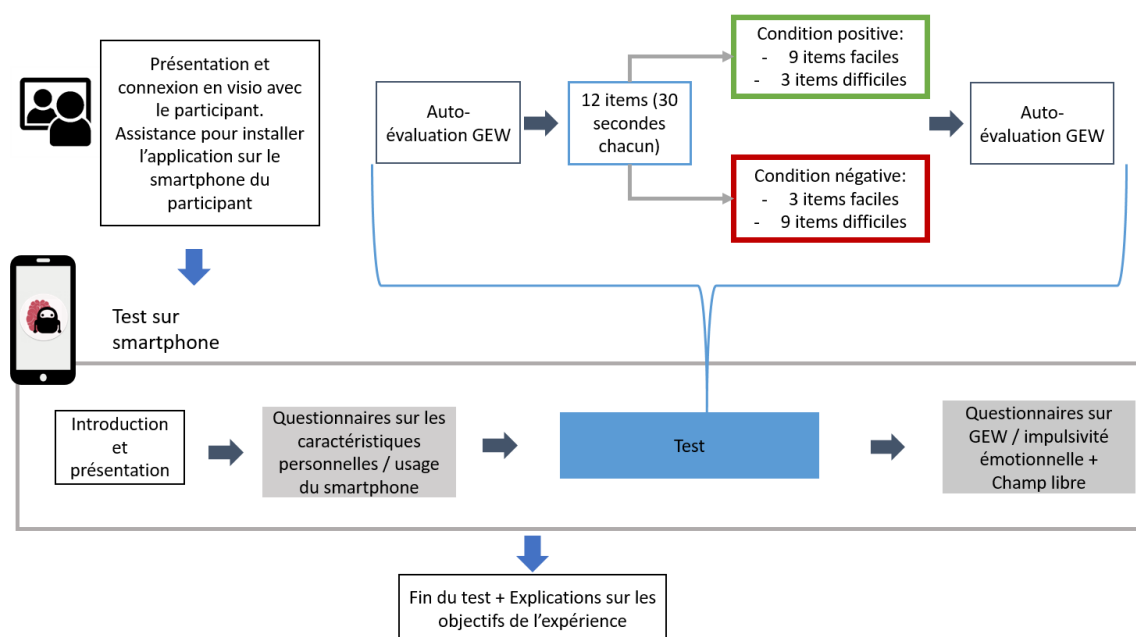 Présentation et
connexion en visio avec
le participant.
Assistance pour installer
l’application sur le
smartphone du
participant
Auto-
évaluation GEW
12 items (30
secondes
chacun)
Condition positive:
- 9 items faciles
- 3 items difficiles
Condition négative:
- 3 items faciles
- 9 items difficiles
Auto-
évaluation GEW
Test sur
smartphone
Introduction
et
présentation
Questionnaires sur les
caractéristiques
personnelles / usage
du smartphone
Test
Questionnaires sur
GEW / impulsivité
émotionnelle +
Champ libre
Fin du test + Explications sur les
objectifs de l’expérience